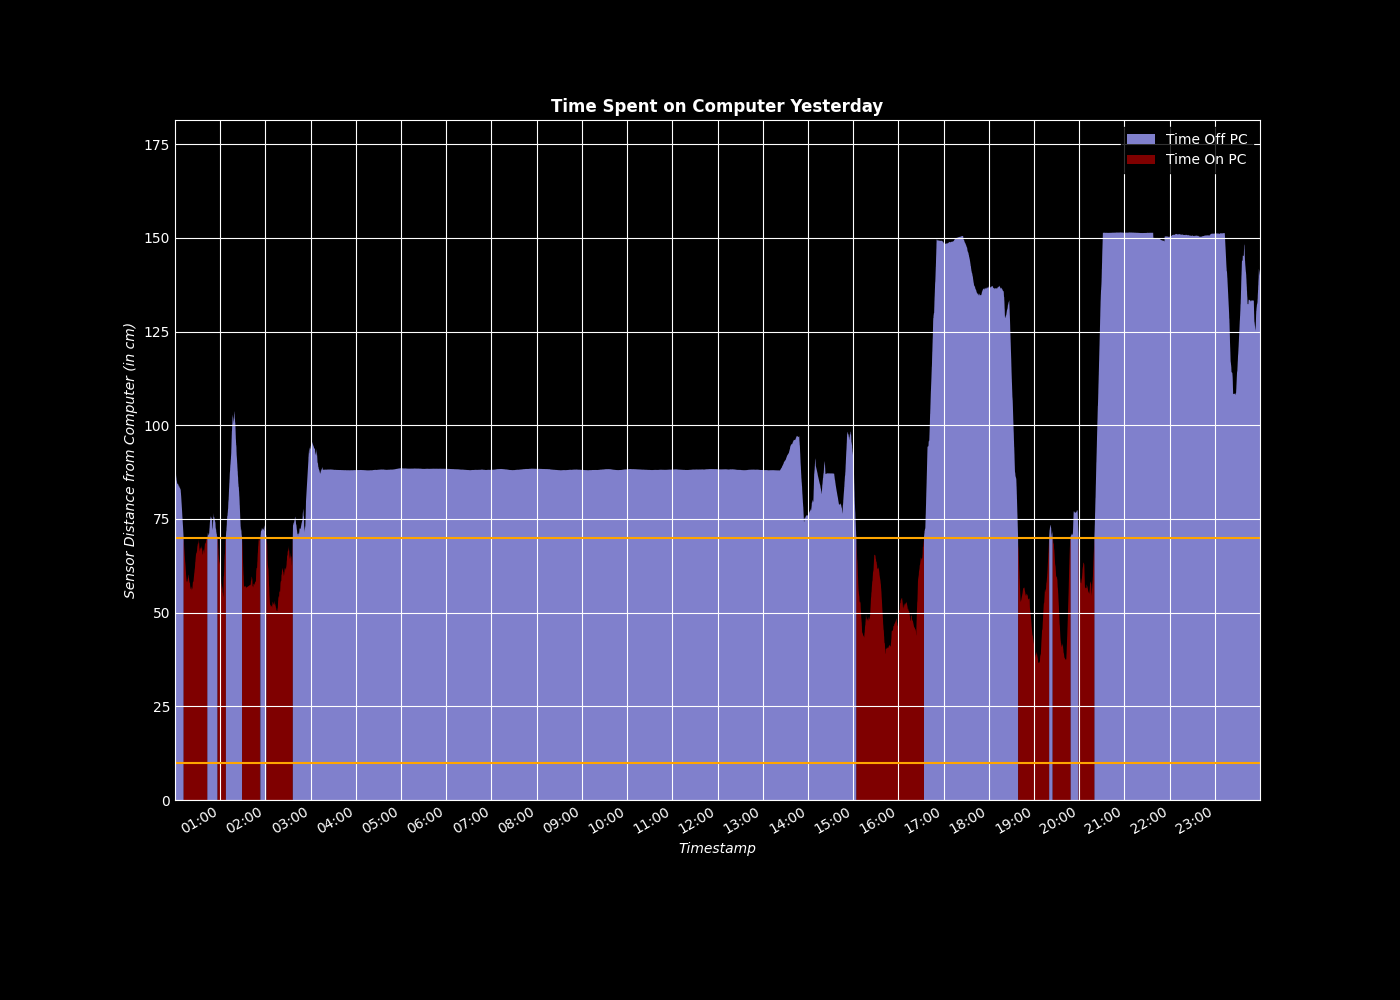 Time Spent on Computer Yesterday
Time Off PC
Time On PC
175
150
125
100
75
50
25
0
Sensor Distance from Computer (in cm)
01:00 02:00 03:00 04:00 05:00 06:00 07:00 08:00 09:00 10:00 11:00 12:00 13:00 14:00 15:00 16:00 17:00 18:00 19:00 20:00 21:00 22:00 23:00
Timestamp